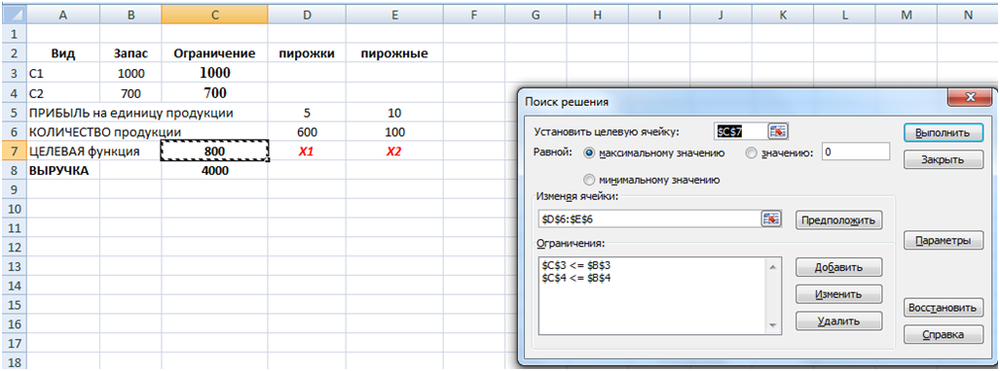 A B C D E F G H I J K L M N
1
2 Вид Запас Ограничение пирожки пирожные
3 С1 1000 1000
4 С2 700 700
5 ПРИБЫЛЬ на единицу продукции 5 10
6 КОЛИЧЕСТВО продукции 600 100
7 ЦЕЛЕВАЯ функция 800 X1 X2
8 ВЫРУЧКА 4000
9
10
11
12
13
14
15
16
17
18
Поиск решения
Установить целевую ячейку: $C$7 Выполнить
Равной: максимальному значению значению: 0 Закрыть
минимальному значению
Изменяя ячейки:
$D$6:$E$6 Предположить
Ограничения: Параметры
$C$3 <= $B$3 Добавить
$C$4 <= $B$4
Изменить
Восстановить
Удалить
Справка